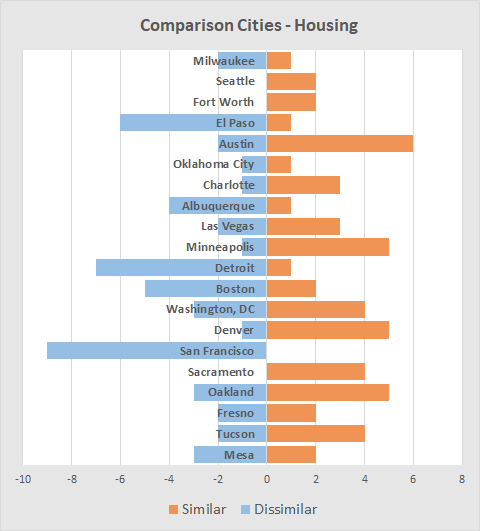 Comparison Cities - Housing
Milwaukee
Seattle
Fort Worth
El Paso
Austin
Oklahoma City
Charlotte
Albuquerque
Las Vegas
Minneapolis
Detroit
Boston
Washington, DC
Denver
San Francisco
Sacramento
Oakland
Fresno
Tucson
Mesa
-10 -8 -6 -4 -2 0 2 4 6 8
Similar Dissimilar